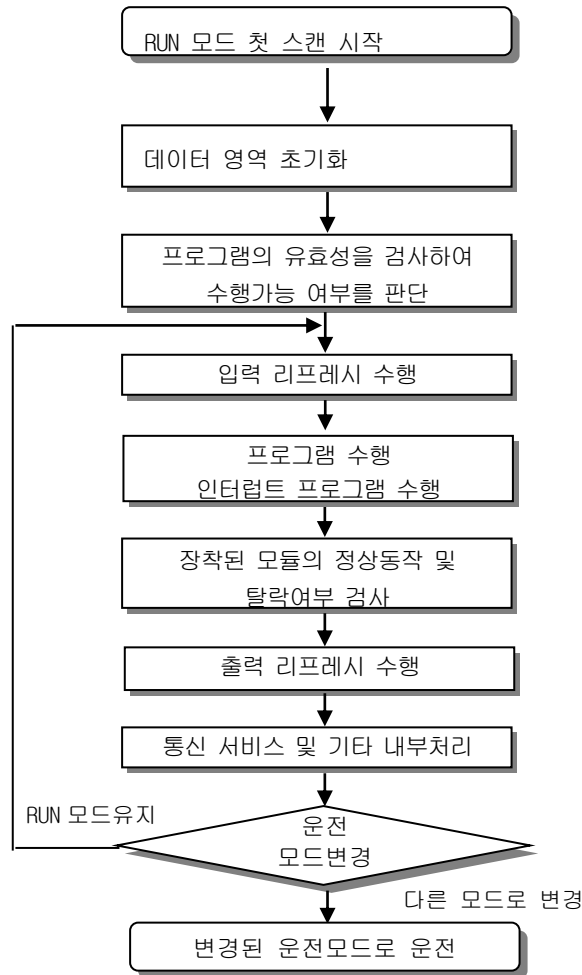 RUN 모드 첫 스캔 시작
데이터 영역 초기화
프로그램의 유효성을 검사하여
수행가능 여부를 판단
입력 리프레시 수행
프로그램 수행
인터럽트 프로그램 수행
장착된 모듈의 정상동작 및
탈락여부 검사
출력 리프레시 수행
통신 서비스 및 기타 내부처리
RUN 모드유지
운전
모드변경
다른 모드로 변경
변경된 운전모드로 운전